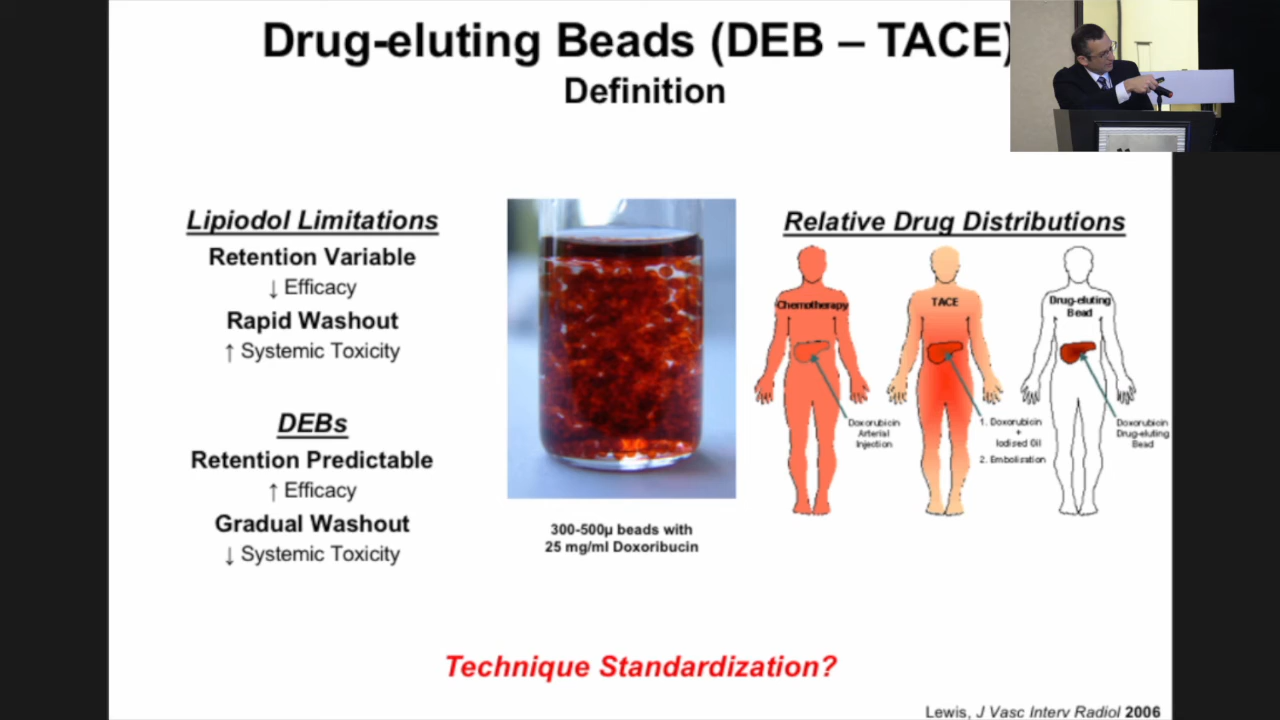 Drug-eluting Beads (DEB – TACE)
Definition
Lipiodol Limitations
Retention Variable
↓ Efficacy
Rapid Washout
↑ Systemic Toxicity
DEBs
Retention Predictable
↑ Efficacy
Gradual Washout
↓ Systemic Toxicity
300-500µ beads with
25 mg/ml Doxoribucin
Relative Drug Distributions
Chemotherapy
TACE
Drug-eluting
Bead
Doxorubicin
Arterial
Injection
1. Doxorubicin
+
Iodised Oil
2. Embolisation
Doxorubicin
Drug-eluting
Bead
Technique Standardization?
Lewis, J Vasc Interv Radiol 2006